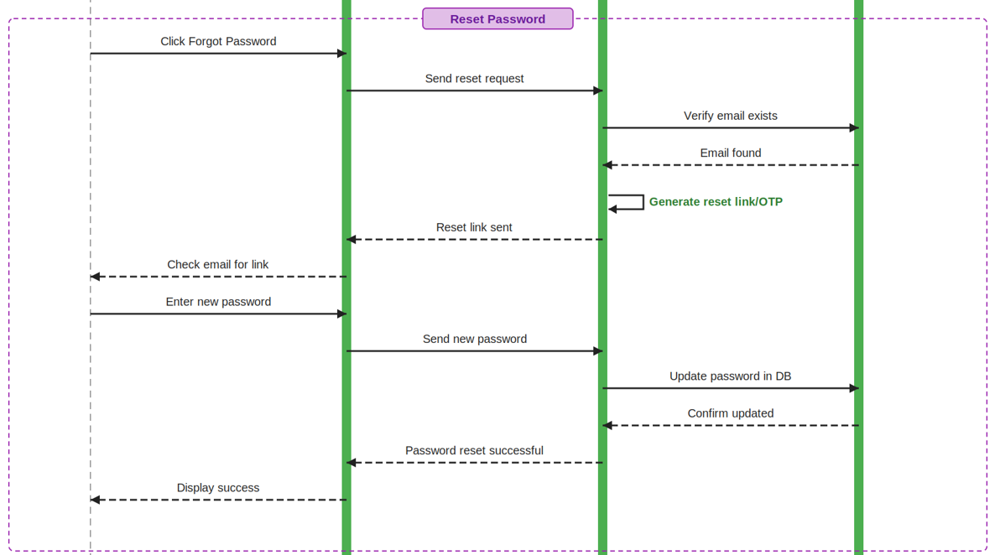 Reset Password
Click Forgot Password
Send reset request
Verify email exists
Email found
Generate reset link/OTP
Reset link sent
Check email for link
Enter new password
Send new password
Update password in DB
Confirm updated
Password reset successful
Display success